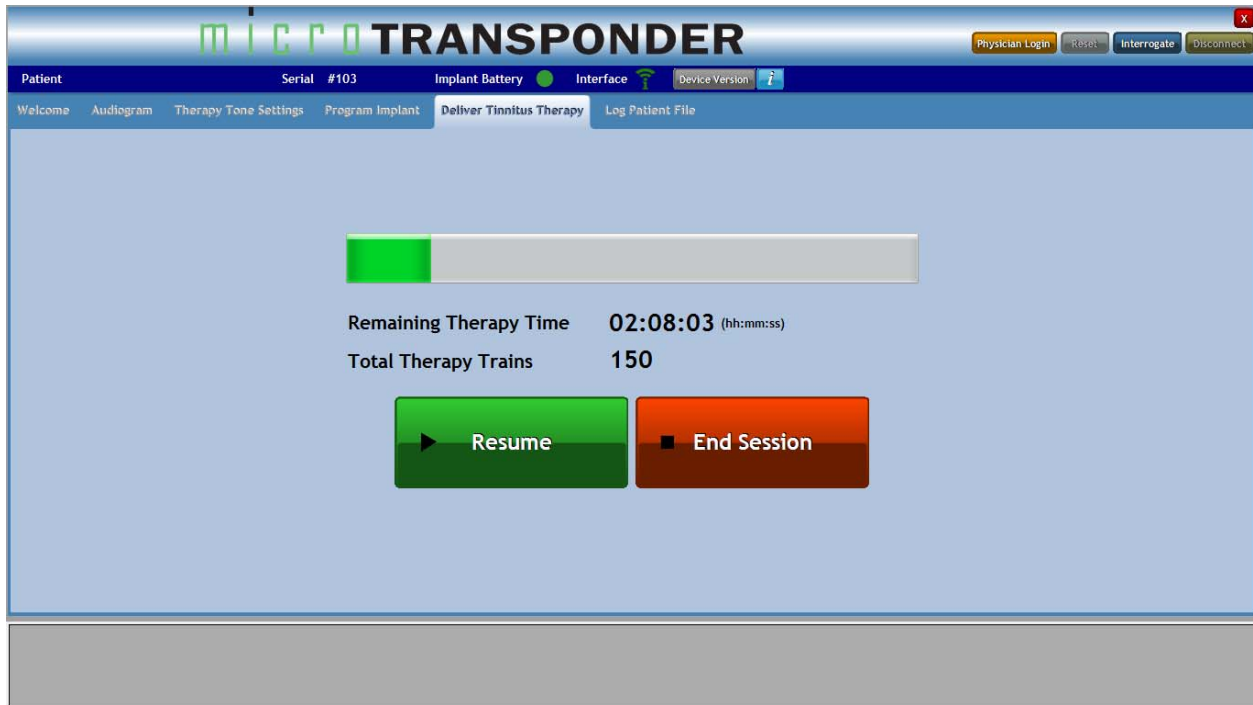 microTRANSPONDER
X
Physician Login Reset Interrogate Disconnect
Patient Serial #103 Implant Battery Interface Device Version i
Welcome Audiogram Therapy Tone Settings Program Implant Deliver Tinnitus Therapy Log Patient File
Remaining Therapy Time 02:08:03 (hh:mm:ss)
Total Therapy Trains 150
Resume End Session